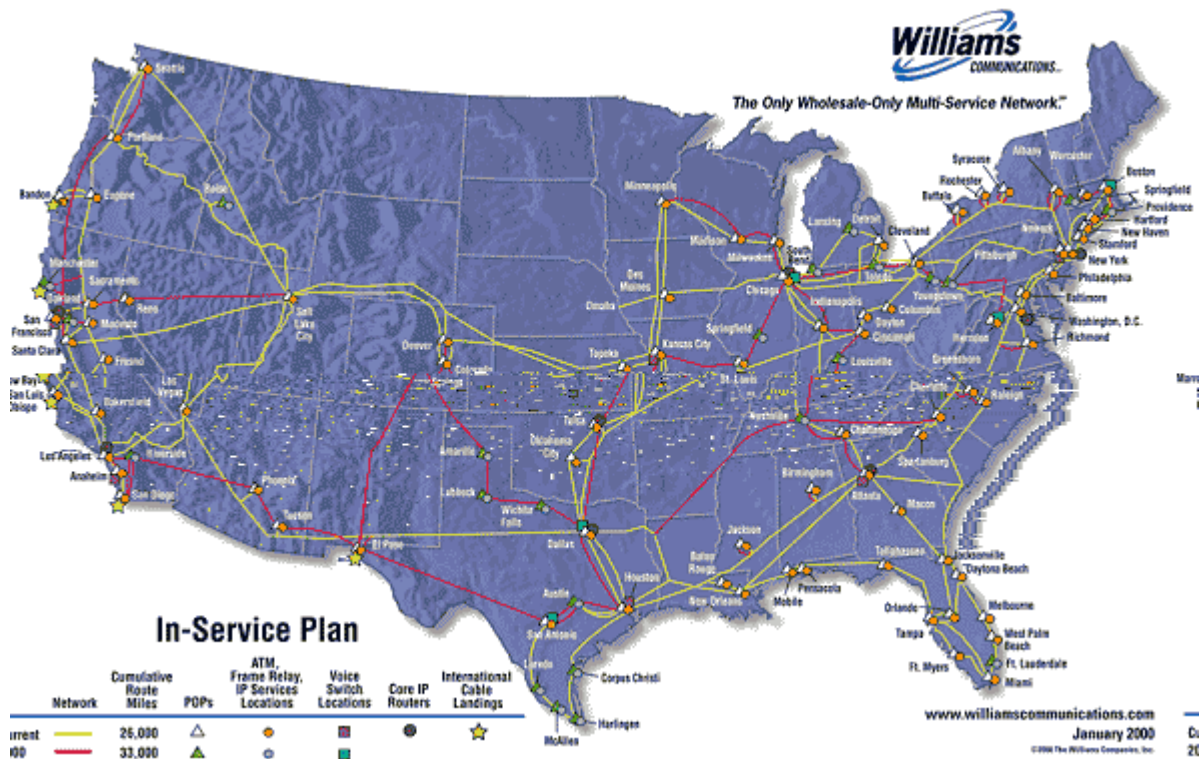 Williams
COMMUNICATIONS
The Only Wholesale-Only Multi-Service Network.
Seattle
Portland
Bandon
Eugene
Boise
Manchester
Sacramento
Oakland
Reno
San Francisco
Modesto
Santa Clara
Fresno
Salt Lake City
Las Vegas
San Luis Obispo
Bakersfield
Los Angeles
Riverside
Anaheim
San Diego
Phoenix
Tucson
El Paso
Denver
Colorado
Amarillo
Lubbock
Wichita Falls
Dallas
Austin
San Antonio
Houston
Laredo
Corpus Christi
McAllen
Harlingen
Minneapolis
Madison
Milwaukee
Des Moines
Omaha
Topeka
Kansas City
St. Louis
Tulsa
Oklahoma City
Springfield
Chicago
South Bend
Lansing
Detroit
Toledo
Cleveland
Youngstown
Pittsburgh
Indianapolis
Columbus
Dayton
Cincinnati
Louisville
Nashville
Chattanooga
Birmingham
Atlanta
Macon
Spartanburg
Charlotte
Greensboro
Raleigh
Herndon
Richmond
Washington, D.C.
Baltimore
Philadelphia
New York
Newark
Stamford
New Haven
Hartford
Providence
Springfield
Boston
Worcester
Albany
Syracuse
Rochester
Buffalo
Jackson
Baton Rouge
New Orleans
Mobile
Pensacola
Tallahassee
Jacksonville
Daytona Beach
Orlando
Melbourne
Tampa
West Palm Beach
Ft. Myers
Ft. Lauderdale
Miami
In-Service Plan
Network
Cumulative Route Miles
POPs
ATM, Frame Relay, IP Services Locations
Voice Switch Locations
Core IP Routers
International Cable Landings
26,000
33,000
www.williamscommunications.com
January 2000